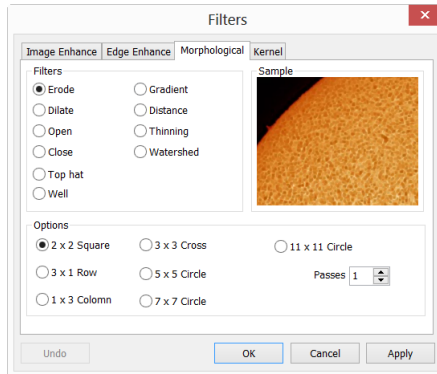 Filters
Image Enhance Edge Enhance Morphological Kernel
Filters
Sample
Erode Gradient
Dilate Distance
Open Thinning
Close Watershed
Top hat
Well
Options
2 x 2 Square 3 x 3 Cross 11 x 11 Circle
3 x 1 Row 5 x 5 Circle Passes 1
1 x 3 Colomn 7 x 7 Circle
Undo OK Cancel Apply